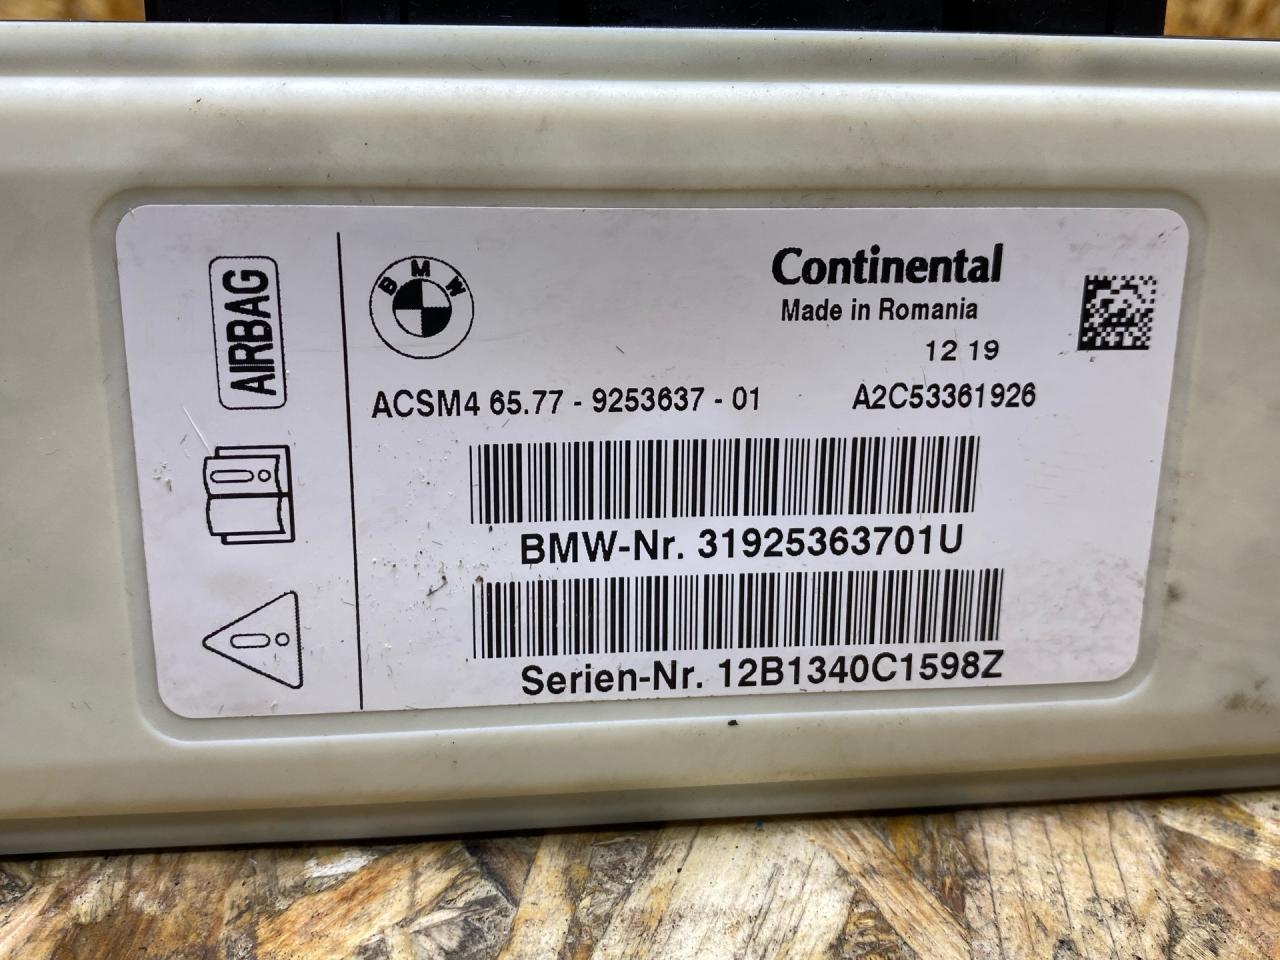 AIRBAG
BMW
Continental
Made in Romania
12 19
ACSM4 65.77 - 9253637 - 01 A2C53361926
BMW-Nr. 31925363701U
Serien-Nr. 12B1340C1598Z